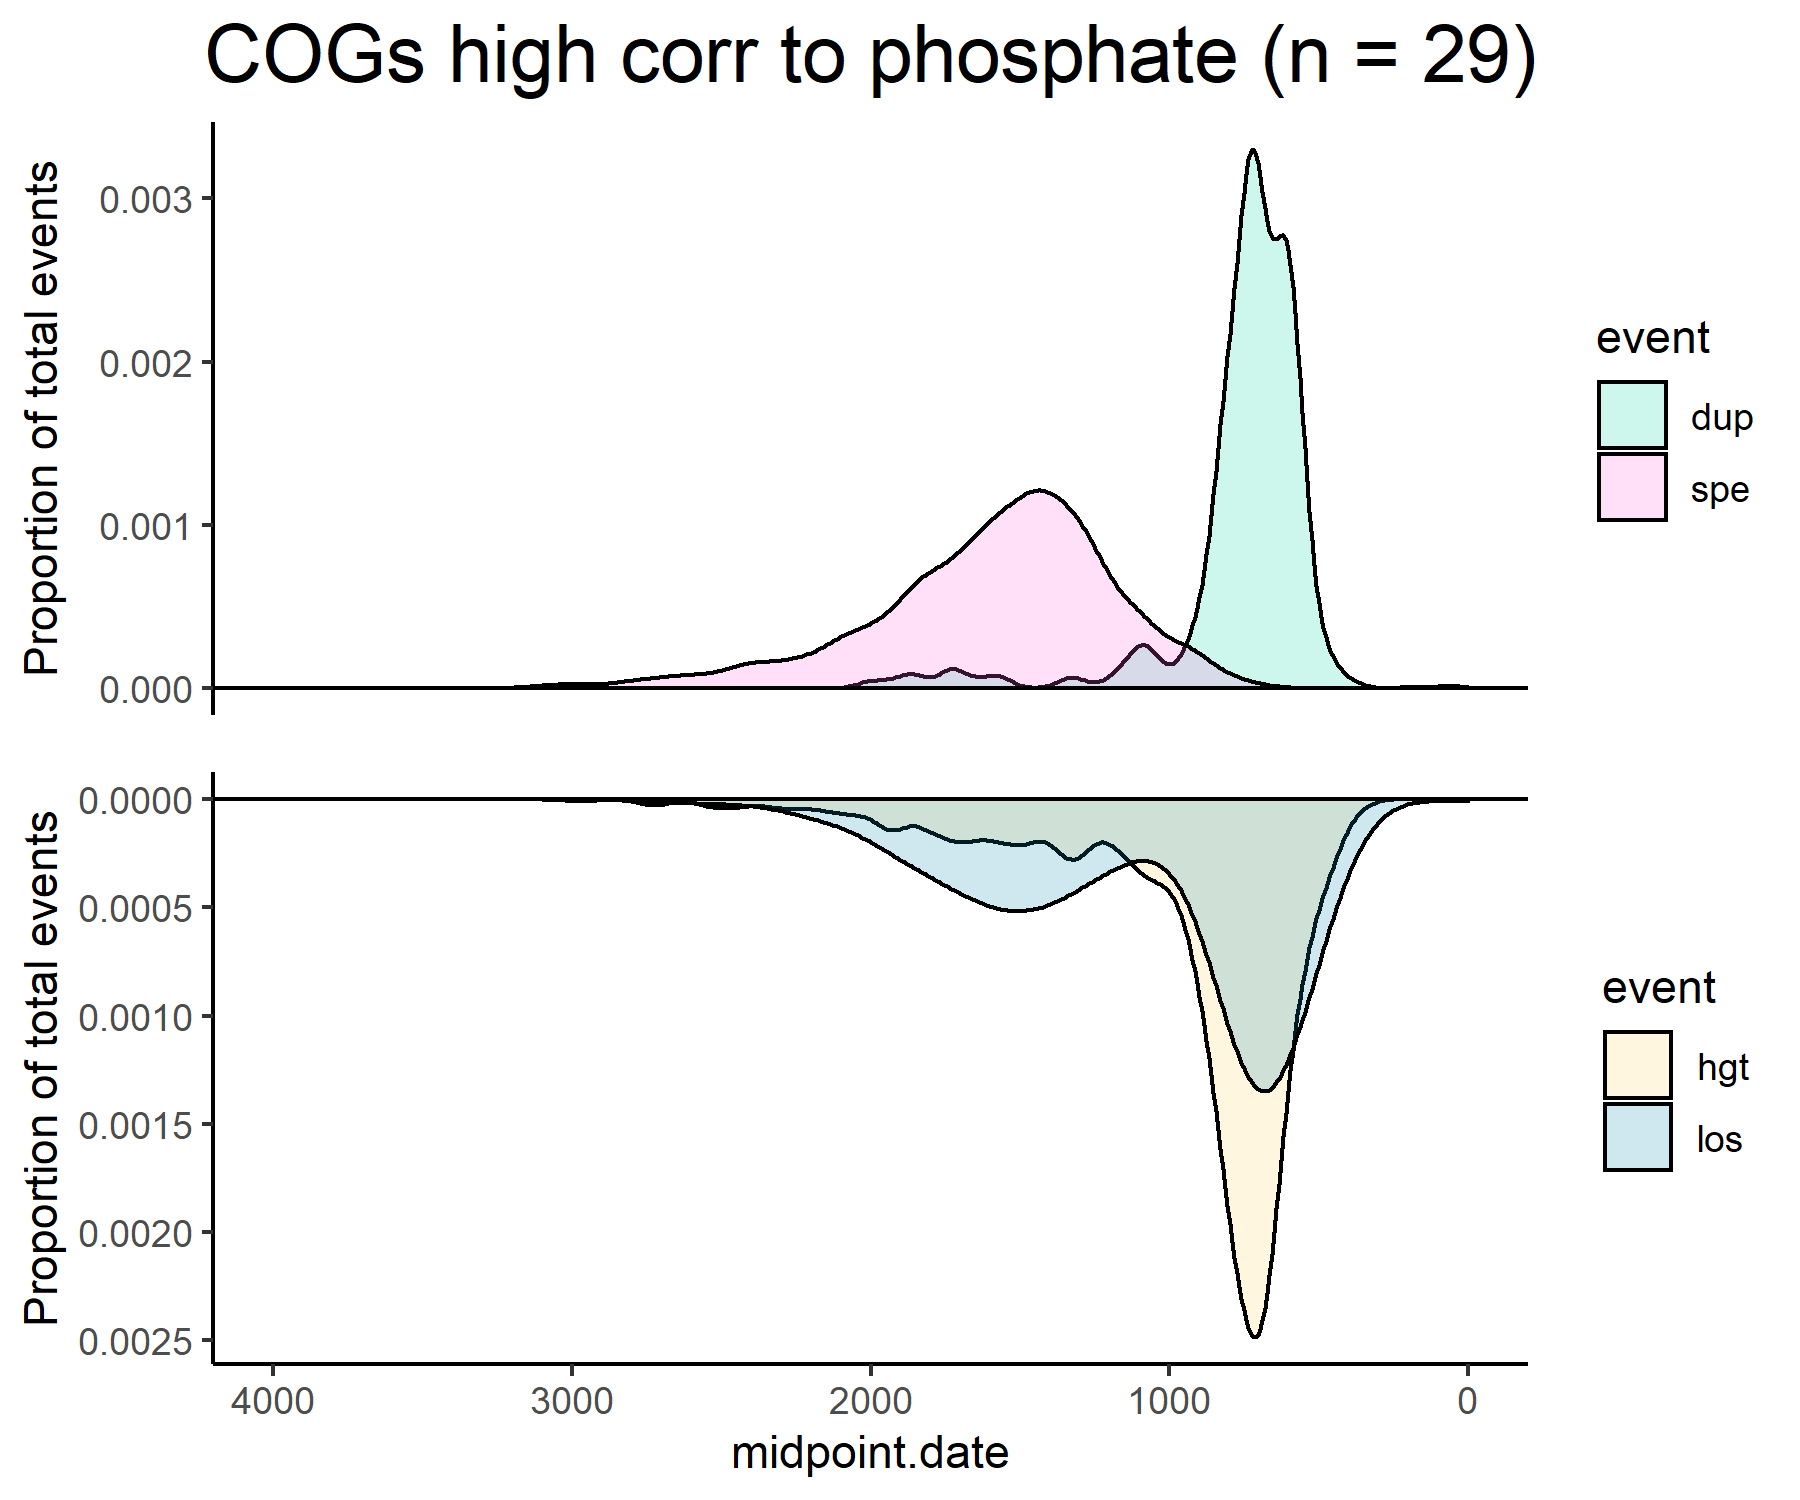 COGs high corr to phosphate (n = 29)
Proportion of total events
0.003
0.002
0.001
0.000
event
dup
spe
Proportion of total events
0.0000
0.0005
0.0010
0.0015
0.0020
0.0025
event
hgt
los
4000 3000 2000 1000 0
midpoint.date